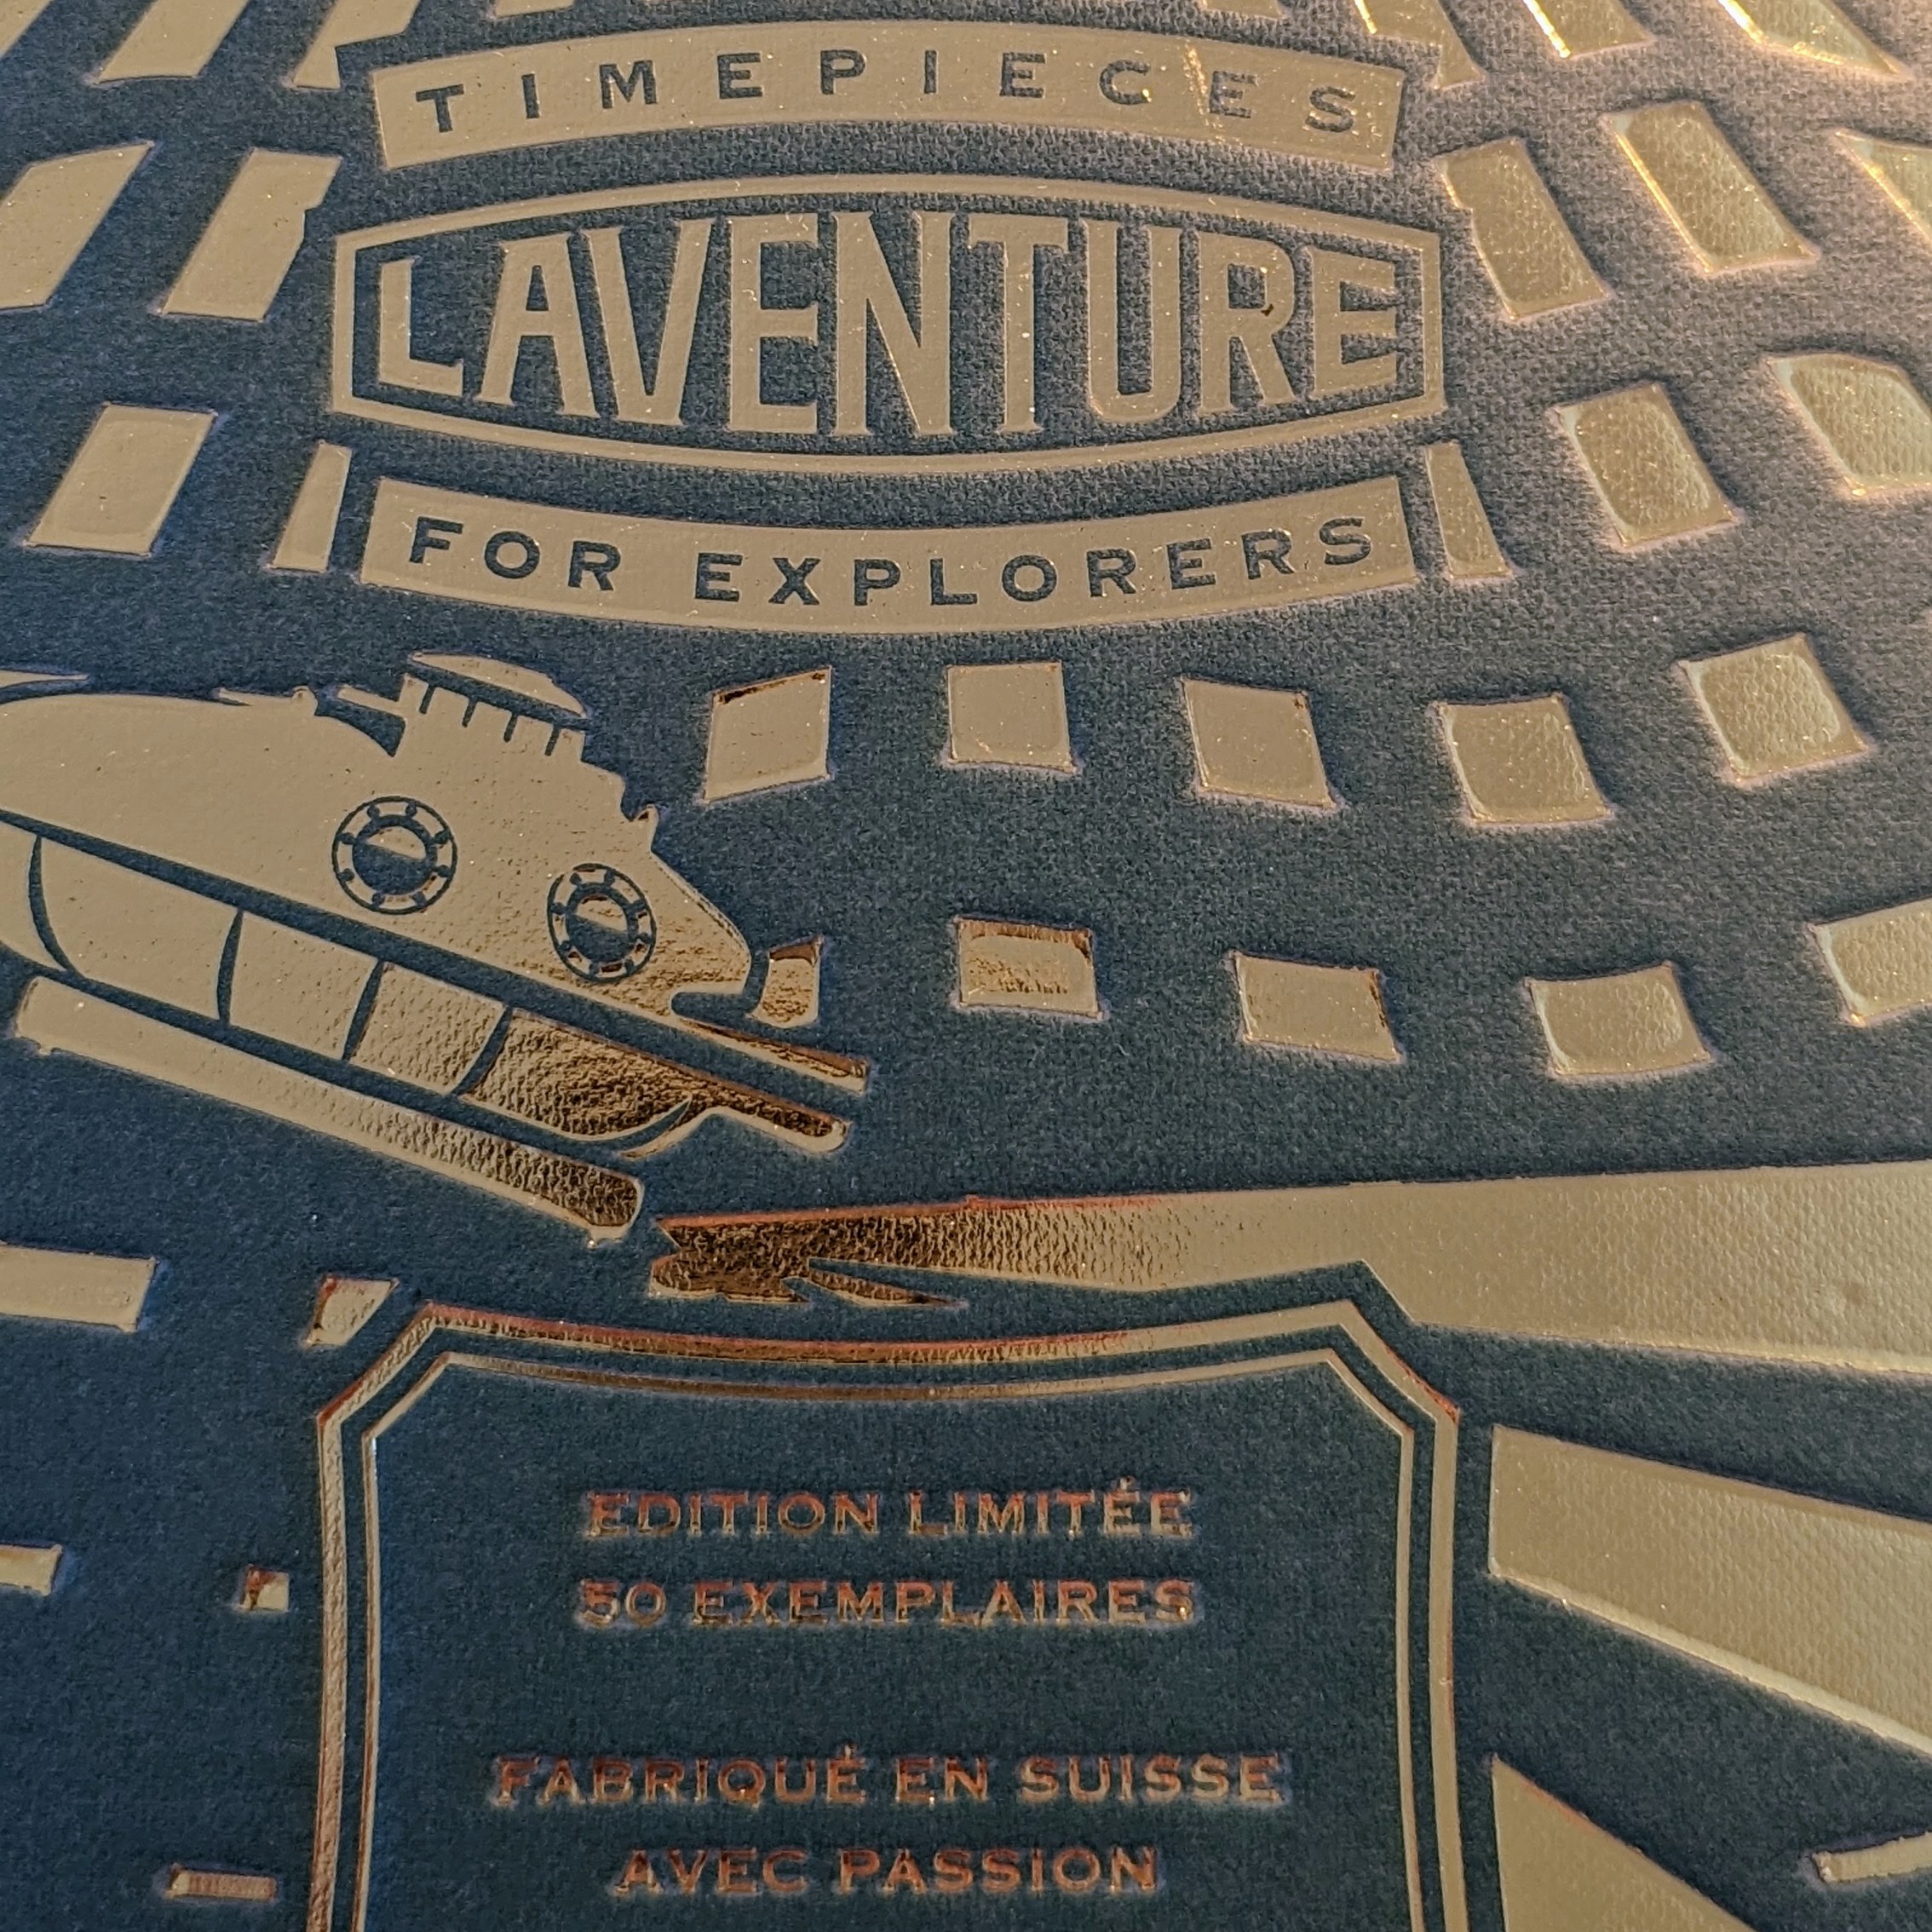 TIMEPIECES
LAVENTURE
FOR EXPLORERS
EDITION LIMITÉE
50 EXEMPLAIRES
FABRIQUÉ EN SUISSE
AVEC PASSION